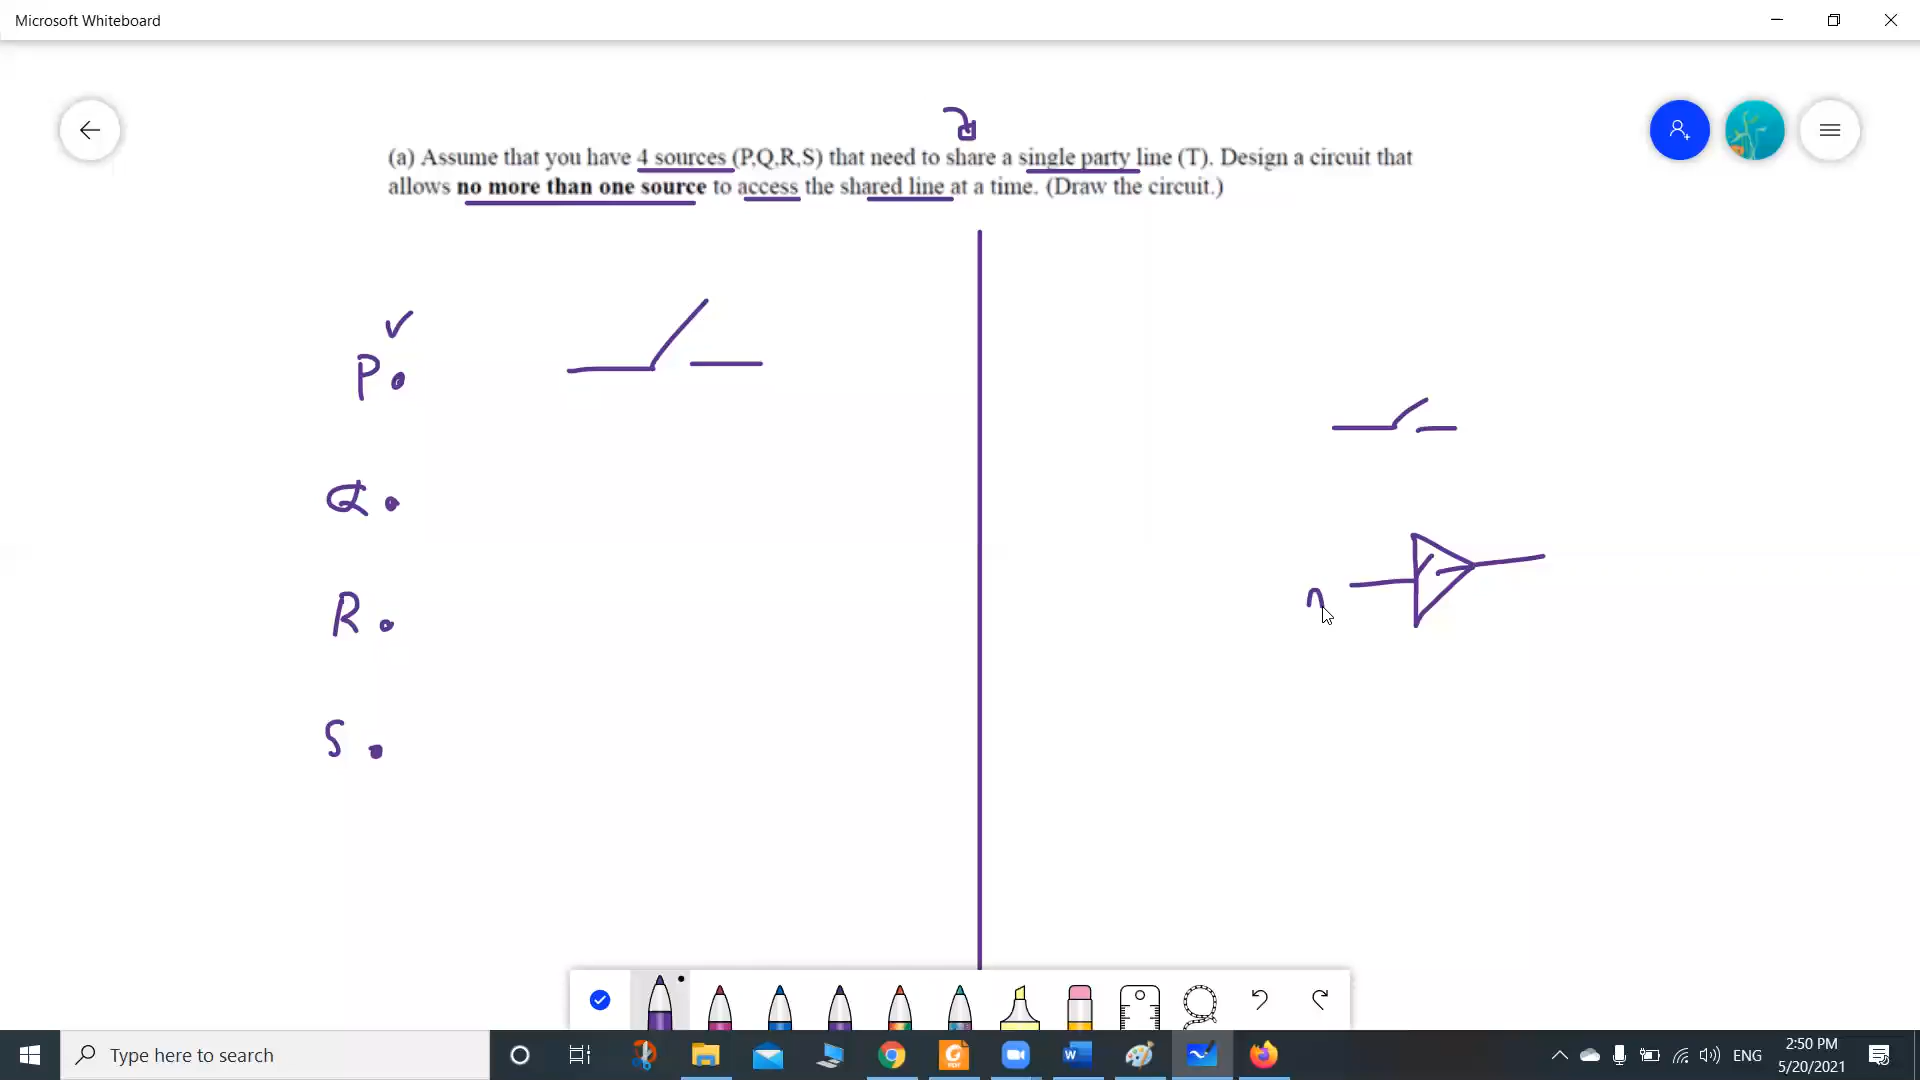 Microsoft Whiteboard
(a) Assume that you have 4 sources (P,Q,R,S) that need to share a single party line (T). Design a circuit that
allows no more than one source to access the shared line at a time. (Draw the circuit.)
P
Q
R
S
Type here to search
ENG
2:50 PM
5/20/2021